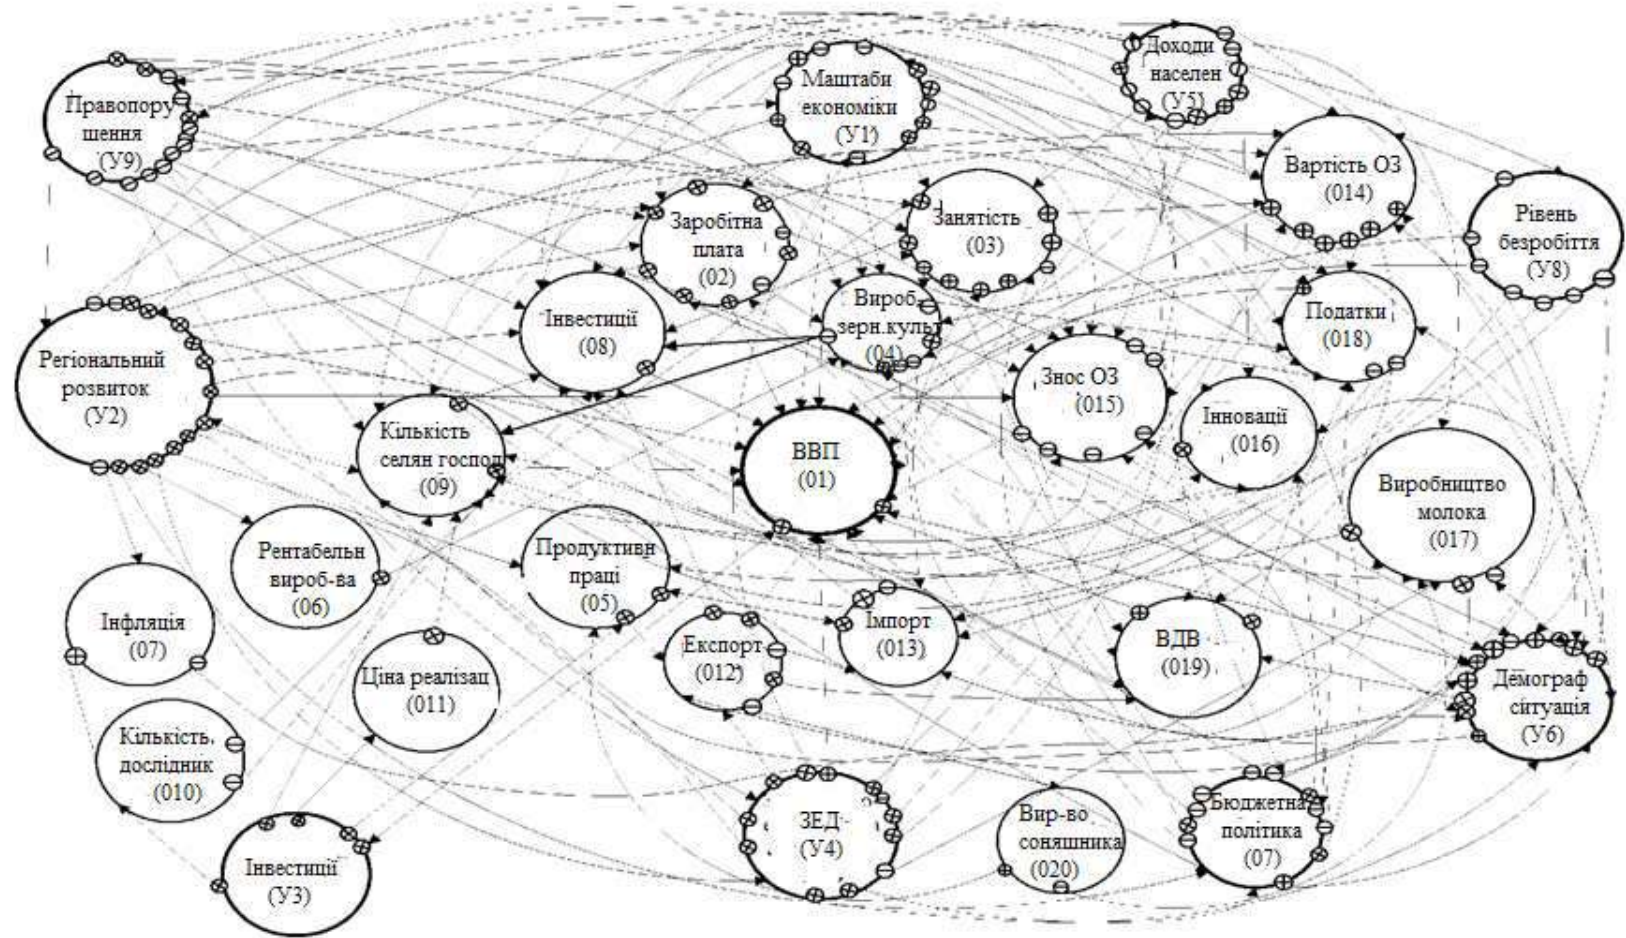 Правопору
шення
(У9)
Маштаби
економіки
(У1)
Доходи
населен
(У5)
Вартість ОЗ
(014)
Рівень
безробіття
(У8)
Заробітна
плата
(02)
Занятість
(03)
Інвестиції
(08)
Вироб.
зерн.культ
(04)
Податки
(018)
Регіональний
розвиток
(У2)
Знос ОЗ
(015)
Інновації
(016)
Кількість
селян господ
(09)
ВВП
(01)
Виробництво
молока
(017)
Рентабельн
вироб-ва
(06)
Продуктивн
праці
(05)
Інфляція
(07)
Ціна реалізац
(011)
Експорт
(012)
Імпорт
(013)
ВДВ
(019)
Демограф
ситуація
(У6)
Кількість.
дослідник
(010)
Інвестиції
(У3)
ЗЕД
(У4)
Вир-во
соняшника
(020)
Бюджетна
політика
(07)